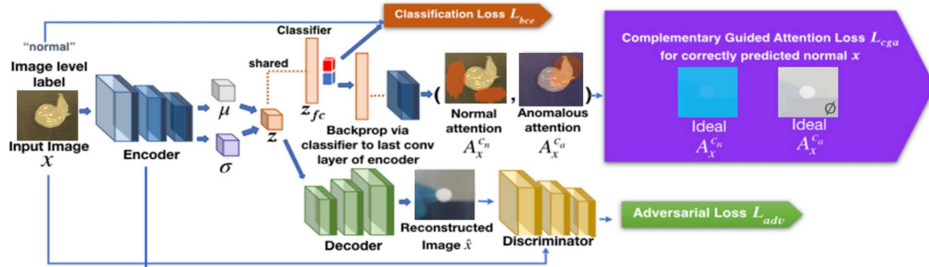 Classification Loss L_bce
Classifier
"normal"
Image level
label
shared
Complementary Guided Attention Loss L_cga
for correctly predicted normal x
μ
( , )
z_fc
z
Input Image
x
Encoder
σ
Backprop via
classifier to last conv
layer of encoder
Normal
attention
A_x^{c_n}
Anomalous
attention
A_x^{c_a}
Ideal
A_x^{c_n}
∅
Ideal
A_x^{c_a}
Decoder
Reconstructed
Image x̂
Discriminator
Adversarial Loss L_adv